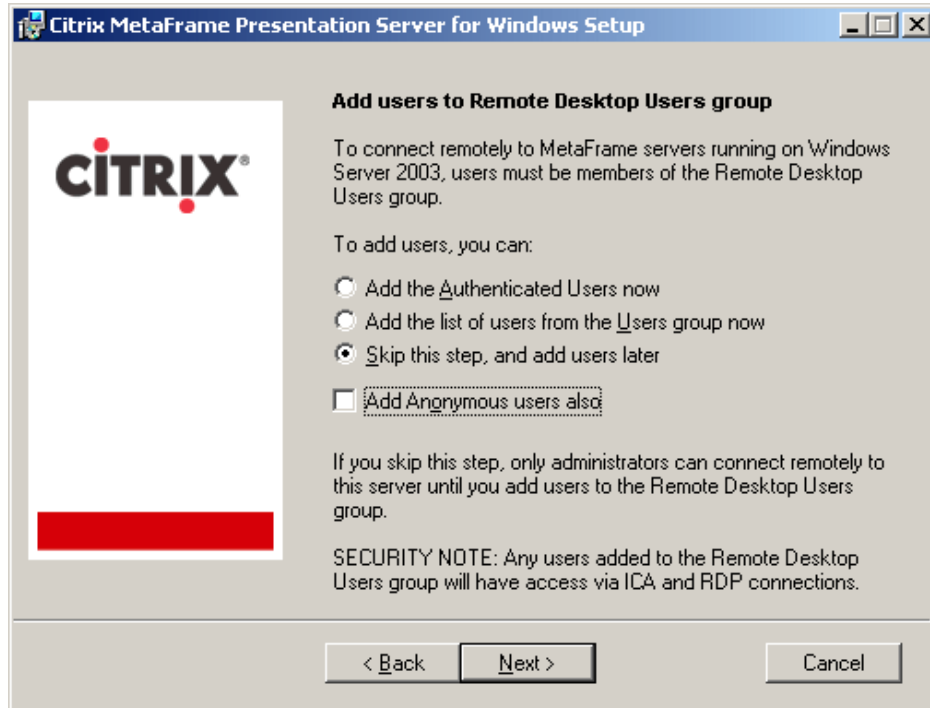 Citrix MetaFrame Presentation Server for Windows Setup
CITRIX®
Add users to Remote Desktop Users group
To connect remotely to MetaFrame servers running on Windows
Server 2003, users must be members of the Remote Desktop
Users group.
To add users, you can:
Add the Authenticated Users now
Add the list of users from the Users group now
Skip this step, and add users later
Add Anonymous users also
If you skip this step, only administrators can connect remotely to
this server until you add users to the Remote Desktop Users
group.
SECURITY NOTE: Any users added to the Remote Desktop
Users group will have access via ICA and RDP connections.
< Back
Next >
Cancel